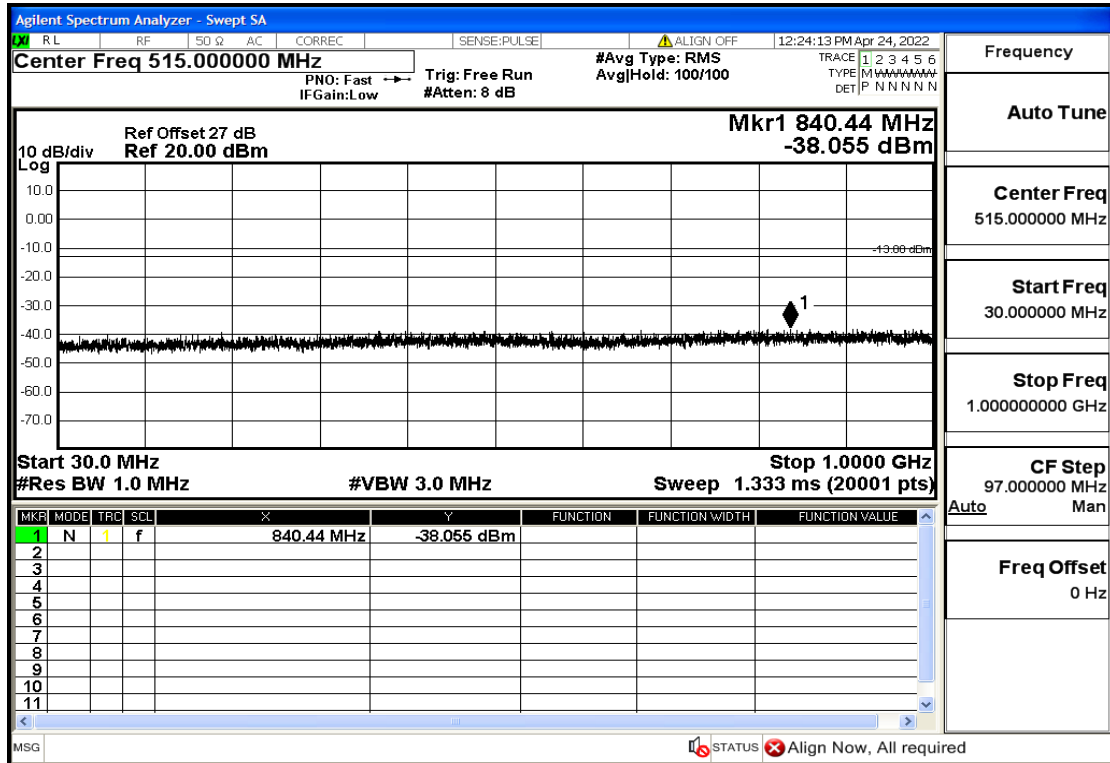 Agilent Spectrum Analyzer - Swept SA
LXI RL RF 50 Ω AC CORREC SENSE:PULSE ALIGN OFF 12:24:13 PM Apr 24, 2022
Center Freq 515.000000 MHz
PNO: Fast
IFGain:Low
Trig: Free Run
#Atten: 8 dB
#Avg Type: RMS
Avg|Hold: 100/100
TRACE 1 2 3 4 5 6
TYPE M WWWWW
DET P N N N N N
Ref Offset 27 dB
Ref 20.00 dBm
10 dB/div
Log
Mkr1 840.44 MHz
-38.055 dBm
10.0
0.00
-10.0
-13.00 dBm
-20.0
-30.0
1
-40.0
-50.0
-60.0
-70.0
Start 30.0 MHz Stop 1.0000 GHz
#Res BW 1.0 MHz #VBW 3.0 MHz Sweep 1.333 ms (20001 pts)
MKR MODE TRC SCL X Y FUNCTION FUNCTION WIDTH FUNCTION VALUE
1 N 1 f 840.44 MHz -38.055 dBm
2
3
4
5
6
7
8
9
10
11
MSG STATUS Align Now, All required
Frequency
Auto Tune
Center Freq
515.000000 MHz
Start Freq
30.000000 MHz
Stop Freq
1.000000000 GHz
CF Step
97.000000 MHz
Auto Man
Freq Offset
0 Hz